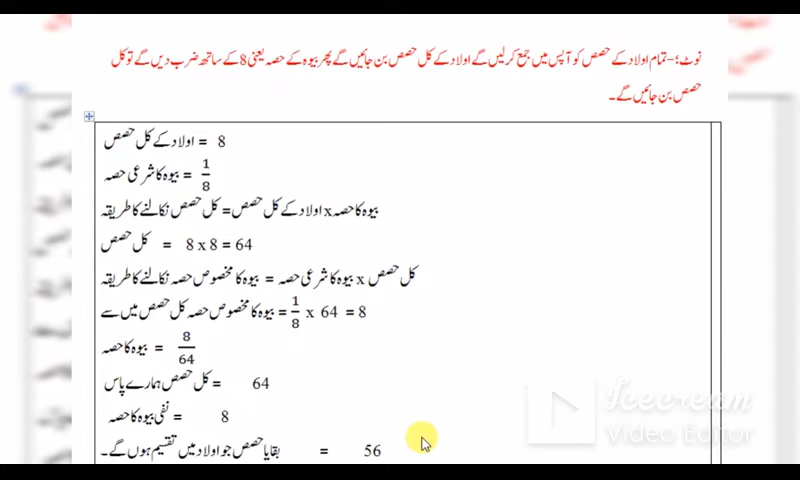 نوٹ؛- تمام اولاد کے حصص کو آپس میں جمع کرلیں گے اولاد کے کل حصص بن جائیں گے پھر بیوہ کے حصہ یعنی 8 کے ساتھ ضرب دیں گے تو کل
حصص بن جائیں گے۔
اولاد کے کل حصص = 8
بیوہ کا شرعی حصہ = 1/8
کل حصص نکالنے کا طریقہ = اولاد کے کل حصص x بیوہ کا حصہ
کل حصص = 8 x 8 = 64
بیوہ کا مخصوص حصہ نکالنے کا طریقہ = بیوہ کا شرعی حصہ x کل حصص
بیوہ کا مخصوص حصہ کل حصص میں سے = 1/8 x 64 = 8
بیوہ کا حصہ = 8/64
کل حصص ہمارے پاس = 64
نفی بیوہ کا حصہ = 8
بقایا حصص جو اولاد میں تقسیم ہوں گے۔ = 56
Icecream
Video Editor